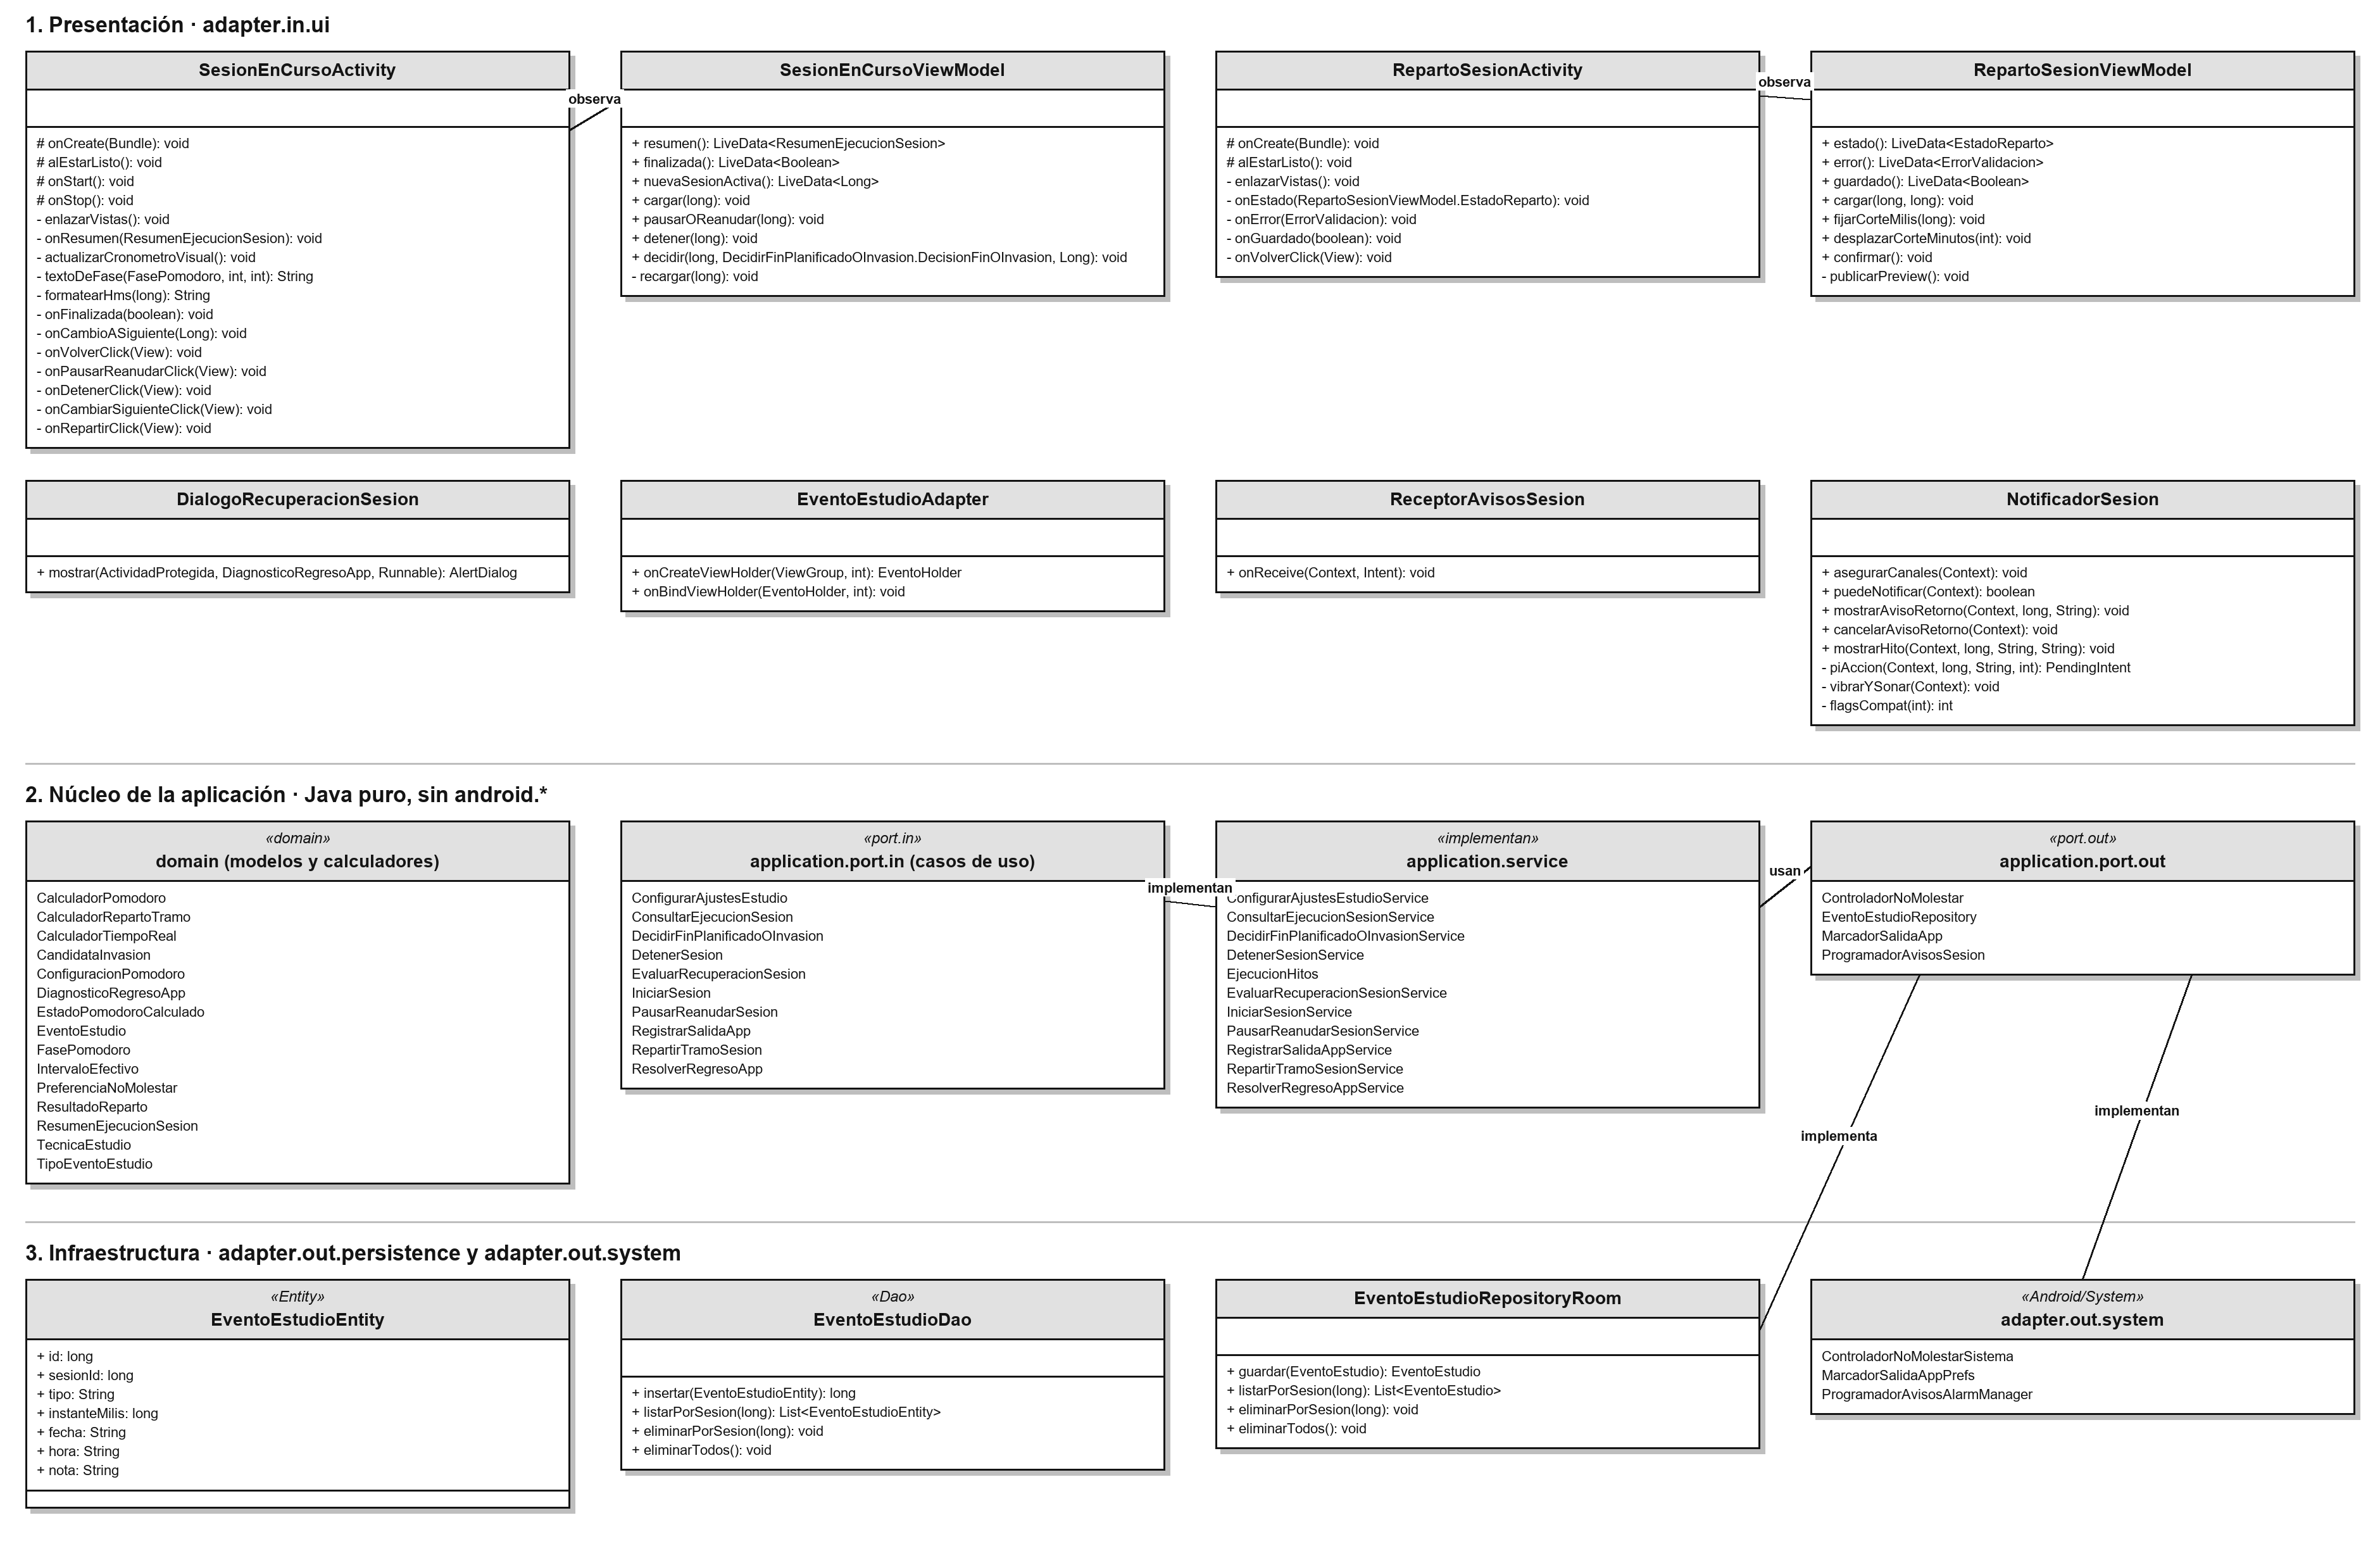 1. Presentación · adapter.in.ui
SesionEnCursoActivity
# onCreate(Bundle): void
# alEstarListo(): void
# onStart(): void
# onStop(): void
- enlazarVistas(): void
- onResumen(ResumenEjecucionSesion): void
- actualizarCronometroVisual(): void
- textoDeFase(FasePomodoro, int, int): String
- formatearHms(long): String
- onFinalizada(boolean): void
- onCambioASiguiente(Long): void
- onVolverClick(View): void
- onPausarReanudarClick(View): void
- onDetenerClick(View): void
- onCambiarSiguienteClick(View): void
- onRepartirClick(View): void
observa
SesionEnCursoViewModel
+ resumen(): LiveData<ResumenEjecucionSesion>
+ finalizada(): LiveData<Boolean>
+ nuevaSesionActiva(): LiveData<Long>
+ cargar(long): void
+ pausarOReanudar(long): void
+ detener(long): void
+ decidir(long, DecidirFinPlanificadoOInvasion.DecisionFinOInvasion, Long): void
- recargar(long): void
RepartoSesionActivity
# onCreate(Bundle): void
# alEstarListo(): void
- enlazarVistas(): void
- onEstado(RepartoSesionViewModel.EstadoReparto): void
- onError(ErrorValidacion): void
- onGuardado(boolean): void
- onVolverClick(View): void
observa
RepartoSesionViewModel
+ estado(): LiveData<EstadoReparto>
+ error(): LiveData<ErrorValidacion>
+ guardado(): LiveData<Boolean>
+ cargar(long, long): void
+ fijarCorteMilis(long): void
+ desplazarCorteMinutos(int): void
+ confirmar(): void
- publicarPreview(): void
DialogoRecuperacionSesion
+ mostrar(ActividadProtegida, DiagnosticoRegresoApp, Runnable): AlertDialog
EventoEstudioAdapter
+ onCreateViewHolder(ViewGroup, int): EventoHolder
+ onBindViewHolder(EventoHolder, int): void
ReceptorAvisosSesion
+ onReceive(Context, Intent): void
NotificadorSesion
+ asegurarCanales(Context): void
+ puedeNotificar(Context): boolean
+ mostrarAvisoRetorno(Context, long, String): void
+ cancelarAvisoRetorno(Context): void
+ mostrarHito(Context, long, String, String): void
- piAccion(Context, long, String, int): PendingIntent
- vibrarYSonar(Context): void
- flagsCompat(int): int
2. Núcleo de la aplicación · Java puro, sin android.*
«domain»
domain (modelos y calculadores)
CalculadorPomodoro
CalculadorRepartoTramo
CalculadorTiempoReal
CandidataInvasion
ConfiguracionPomodoro
DiagnosticoRegresoApp
EstadoPomodoroCalculado
EventoEstudio
FasePomodoro
IntervaloEfectivo
PreferenciaNoMolestar
ResultadoReparto
ResumenEjecucionSesion
TecnicaEstudio
TipoEventoEstudio
«port.in»
application.port.in (casos de uso)
ConfigurarAjustesEstudio
ConsultarEjecucionSesion
DecidirFinPlanificadoOInvasion
DetenerSesion
EvaluarRecuperacionSesion
IniciarSesion
PausarReanudarSesion
RegistrarSalidaApp
RepartirTramoSesion
ResolverRegresoApp
implementan
«implementan»
application.service
ConfigurarAjustesEstudioService
ConsultarEjecucionSesionService
DecidirFinPlanificadoOInvasionService
DetenerSesionService
EjecucionHitos
EvaluarRecuperacionSesionService
IniciarSesionService
PausarReanudarSesionService
RegistrarSalidaAppService
RepartirTramoSesionService
ResolverRegresoAppService
usan
«port.out»
application.port.out
ControladorNoMolestar
EventoEstudioRepository
MarcadorSalidaApp
ProgramadorAvisosSesion
implementa
implementan
3. Infraestructura · adapter.out.persistence y adapter.out.system
«Entity»
EventoEstudioEntity
+ id: long
+ sesionId: long
+ tipo: String
+ instanteMilis: long
+ fecha: String
+ hora: String
+ nota: String
«Dao»
EventoEstudioDao
+ insertar(EventoEstudioEntity): long
+ listarPorSesion(long): List<EventoEstudioEntity>
+ eliminarPorSesion(long): void
+ eliminarTodos(): void
EventoEstudioRepositoryRoom
+ guardar(EventoEstudio): EventoEstudio
+ listarPorSesion(long): List<EventoEstudio>
+ eliminarPorSesion(long): void
+ eliminarTodos(): void
«Android/System»
adapter.out.system
ControladorNoMolestarSistema
MarcadorSalidaAppPrefs
ProgramadorAvisosAlarmManager